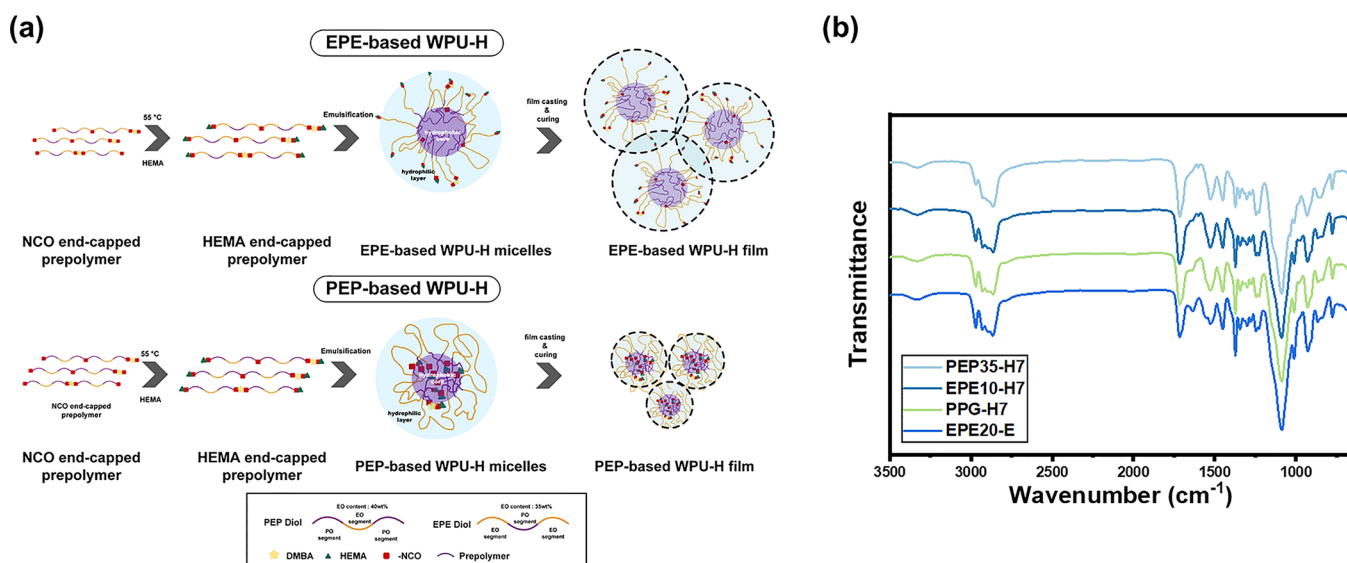 (a)
EPE-based WPU-H
55 °C
HEMA
Emulsification
hydrophobic
hydrophilic
layer
film casting
&
curing
NCO end-capped
prepolymer
HEMA end-capped
prepolymer
EPE-based WPU-H micelles
EPE-based WPU-H film
PEP-based WPU-H
55 °C
HEMA
Emulsification
hydrophilic
layer
film casting
&
curing
NCO end-capped
prepolymer
NCO end-capped
prepolymer
HEMA end-capped
prepolymer
PEP-based WPU-H micelles
PEP-based WPU-H film
EO content : 40wt%
PEP Diol
EO
segment
PO
segment
PO
segment
EO content : 35wt%
EPE Diol
PO
segment
EO
segment
EO
segment
DMBA
HEMA
-NCO
Prepolymer
(b)
Transmittance
PEP35-H7
EPE10-H7
PPG-H7
EPE20-E
3500 3000 2500 2000 1500 1000
Wavenumber (cm⁻¹)